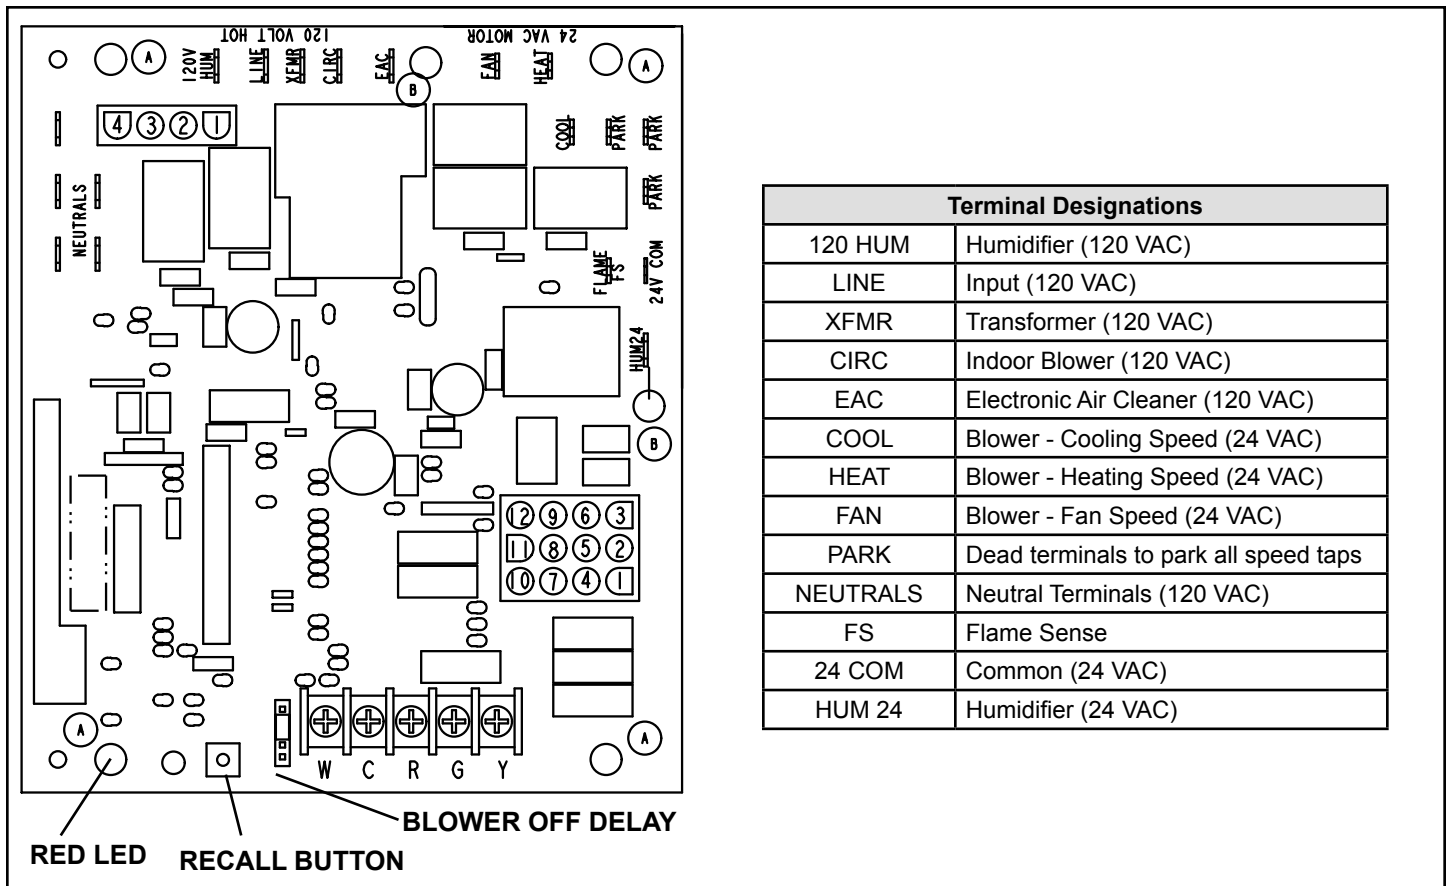 120 VOLT HOT
24 VAC MOTOR
A
120V
HUM
LINE
XFMR
CIRC
EAC
B
FAN
HEAT
A
4 3 2 1
COOL
PARK
PARK
NEUTRALS
PARK
FLAME
FS
24V COM
HUM24
B
12 9 6 3
11 8 5 2
10 7 4 1
A
A
W C R G Y
BLOWER OFF DELAY
RED LED
RECALL BUTTON
Terminal Designations
120 HUM Humidifier (120 VAC)
LINE Input (120 VAC)
XFMR Transformer (120 VAC)
CIRC Indoor Blower (120 VAC)
EAC Electronic Air Cleaner (120 VAC)
COOL Blower - Cooling Speed (24 VAC)
HEAT Blower - Heating Speed (24 VAC)
FAN Blower - Fan Speed (24 VAC)
PARK Dead terminals to park all speed taps
NEUTRALS Neutral Terminals (120 VAC)
FS Flame Sense
24 COM Common (24 VAC)
HUM 24 Humidifier (24 VAC)